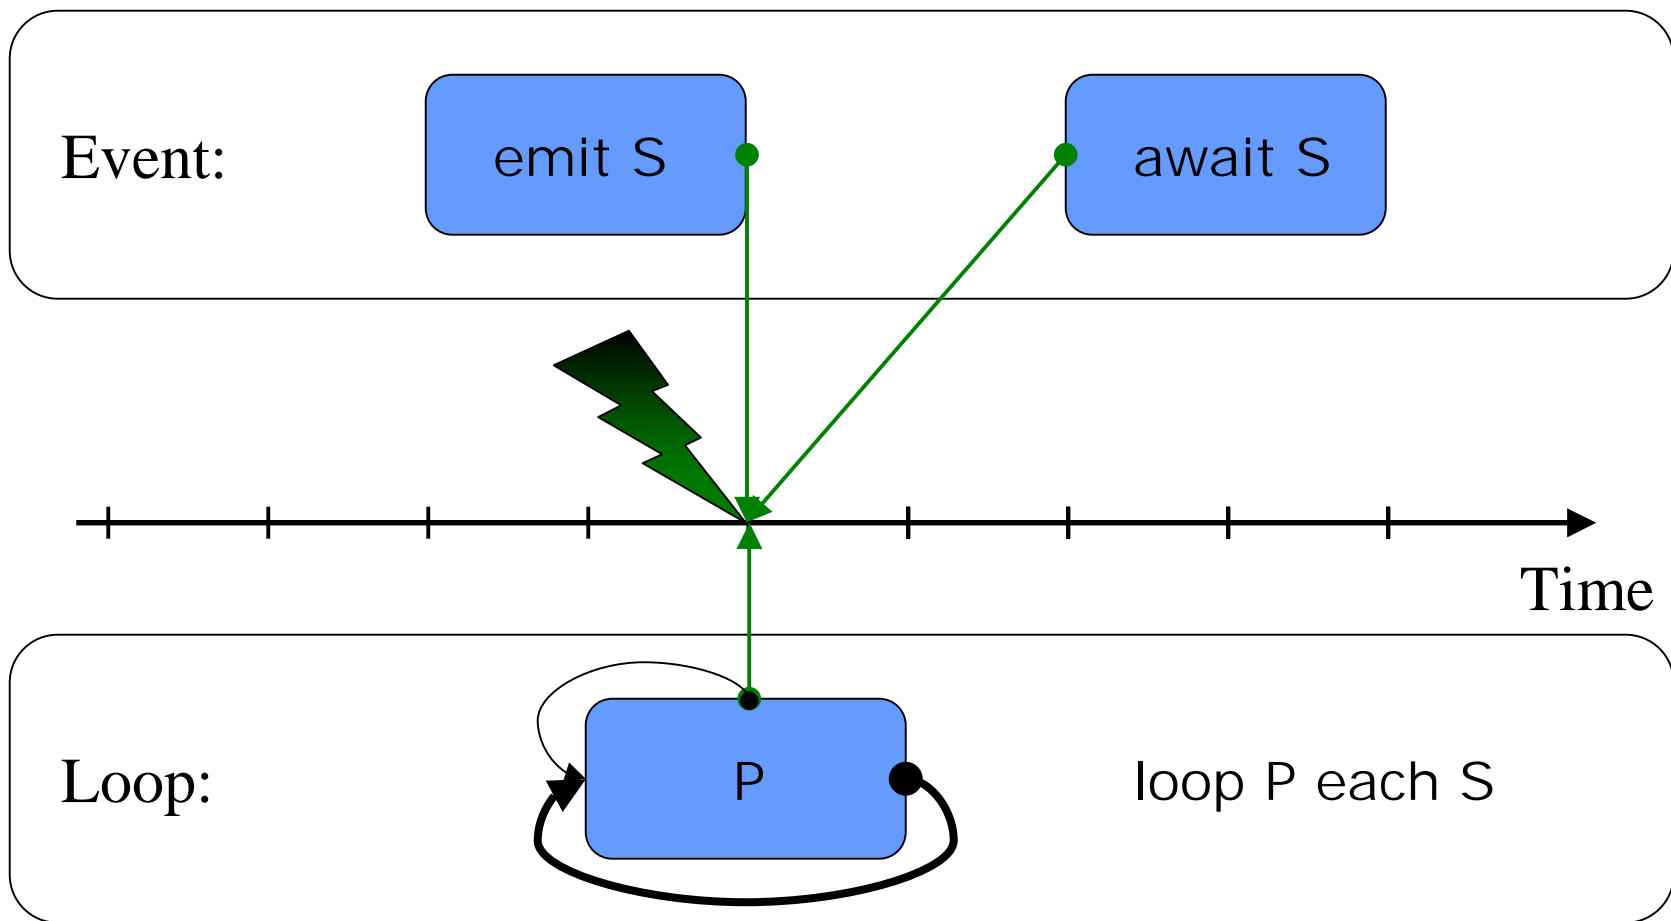 Event:
emit S
await S
Time
Loop:
P
loop P each S